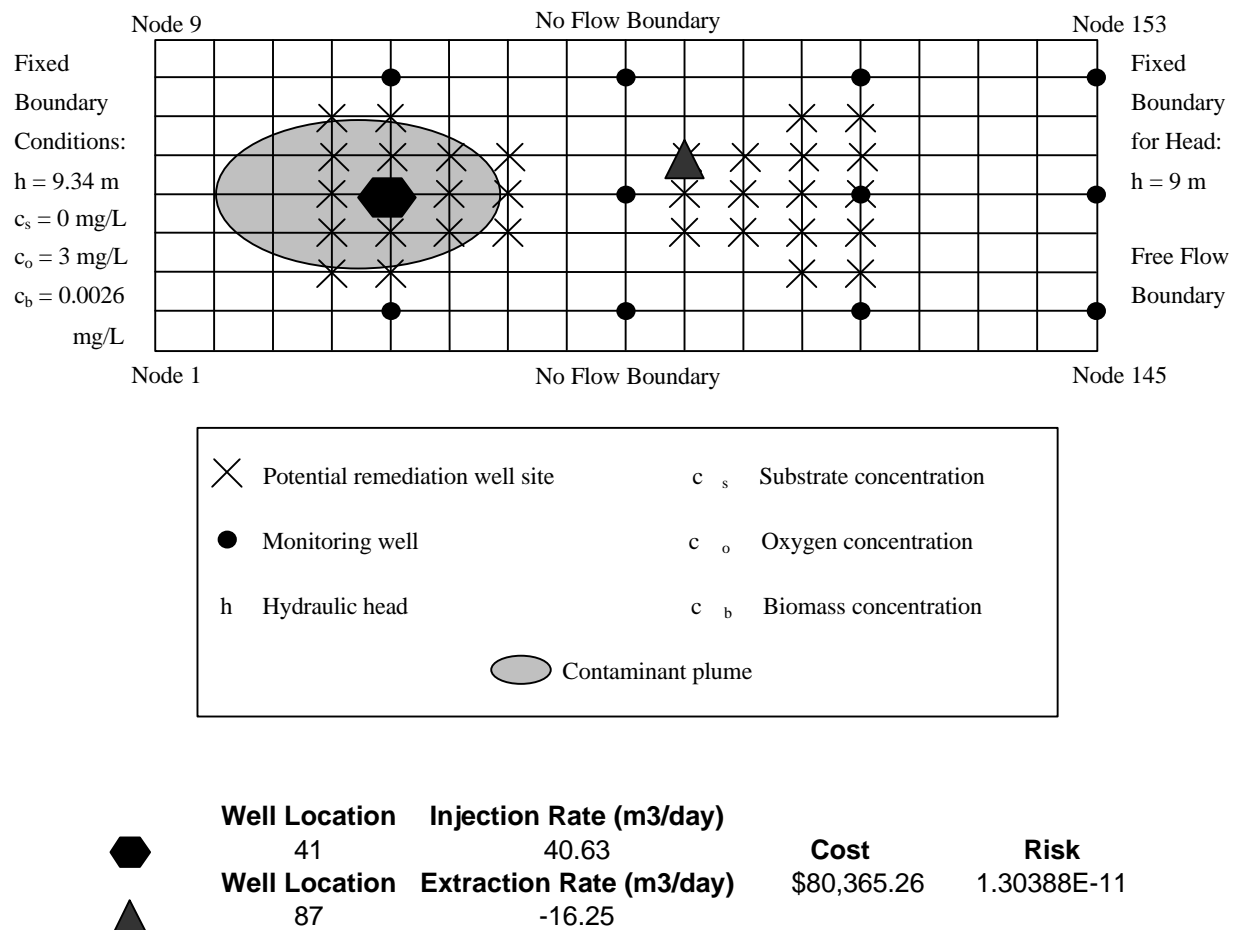 Node 9
No Flow Boundary
Node 153
Fixed
Boundary
Conditions:
h = 9.34 m
cs = 0 mg/L
co = 3 mg/L
cb = 0.0026
mg/L
Fixed
Boundary
for Head:
h = 9 m
Free Flow
Boundary
Node 1
No Flow Boundary
Node 145
Potential remediation well site
c s Substrate concentration
Monitoring well
c o Oxygen concentration
h Hydraulic head
c b Biomass concentration
Contaminant plume
Well Location Injection Rate (m3/day)
41 40.63 Cost Risk
Well Location Extraction Rate (m3/day) $80,365.26 1.30388E-11
87 -16.25